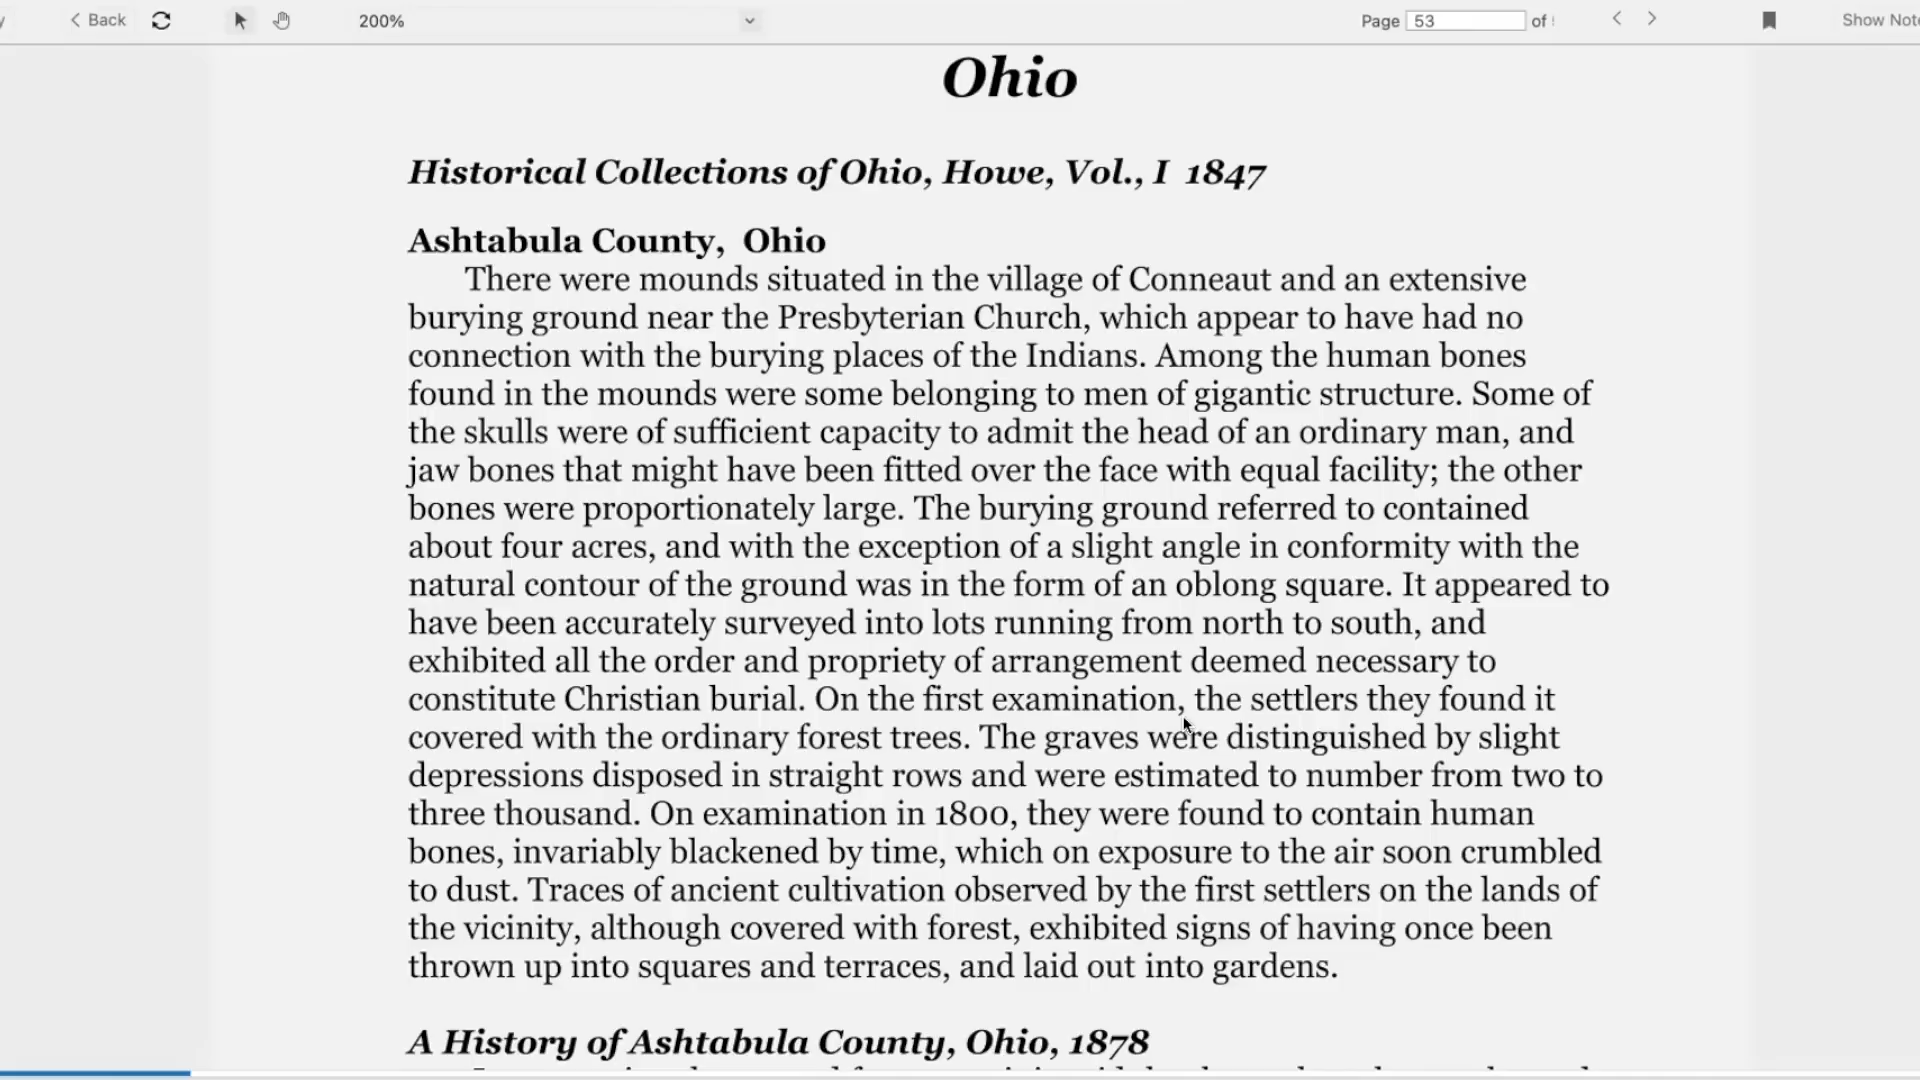 Back
200%
Page 53 of
Show Not
Ohio
Historical Collections of Ohio, Howe, Vol., I 1847
Ashtabula County, Ohio
There were mounds situated in the village of Conneaut and an extensive
burying ground near the Presbyterian Church, which appear to have had no
connection with the burying places of the Indians. Among the human bones
found in the mounds were some belonging to men of gigantic structure. Some of
the skulls were of sufficient capacity to admit the head of an ordinary man, and
jaw bones that might have been fitted over the face with equal facility; the other
bones were proportionately large. The burying ground referred to contained
about four acres, and with the exception of a slight angle in conformity with the
natural contour of the ground was in the form of an oblong square. It appeared to
have been accurately surveyed into lots running from north to south, and
exhibited all the order and propriety of arrangement deemed necessary to
constitute Christian burial. On the first examination, the settlers they found it
covered with the ordinary forest trees. The graves were distinguished by slight
depressions disposed in straight rows and were estimated to number from two to
three thousand. On examination in 1800, they were found to contain human
bones, invariably blackened by time, which on exposure to the air soon crumbled
to dust. Traces of ancient cultivation observed by the first settlers on the lands of
the vicinity, although covered with forest, exhibited signs of having once been
thrown up into squares and terraces, and laid out into gardens.
A History of Ashtabula County, Ohio, 1878